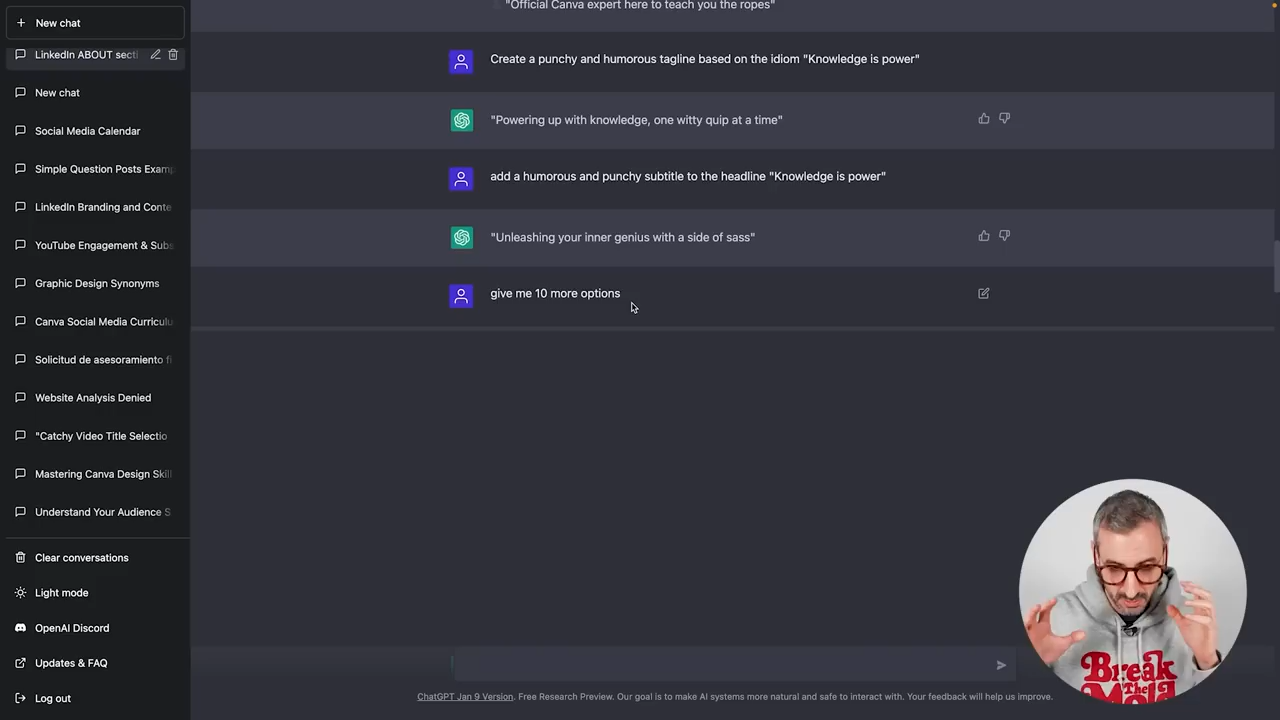 New chat
LinkedIn ABOUT secti
New chat
Social Media Calendar
Simple Question Posts Examp
LinkedIn Branding and Conte
YouTube Engagement & Subs
Graphic Design Synonyms
Canva Social Media Curriculu
Solicitud de asesoramiento fi
Website Analysis Denied
"Catchy Video Title Selectio
Mastering Canva Design Skill
Understand Your Audience S
Clear conversations
Light mode
OpenAI Discord
Updates & FAQ
Log out
"Official Canva expert here to teach you the ropes"
Create a punchy and humorous tagline based on the idiom "Knowledge is power"
"Powering up with knowledge, one witty quip at a time"
add a humorous and punchy subtitle to the headline "Knowledge is power"
"Unleashing your inner genius with a side of sass"
give me 10 more options
ChatGPT Jan 9 Version. Free Research Preview. Our goal is to make AI systems more natural and safe to interact with. Your feedback will help us improve.
Break
The Mold